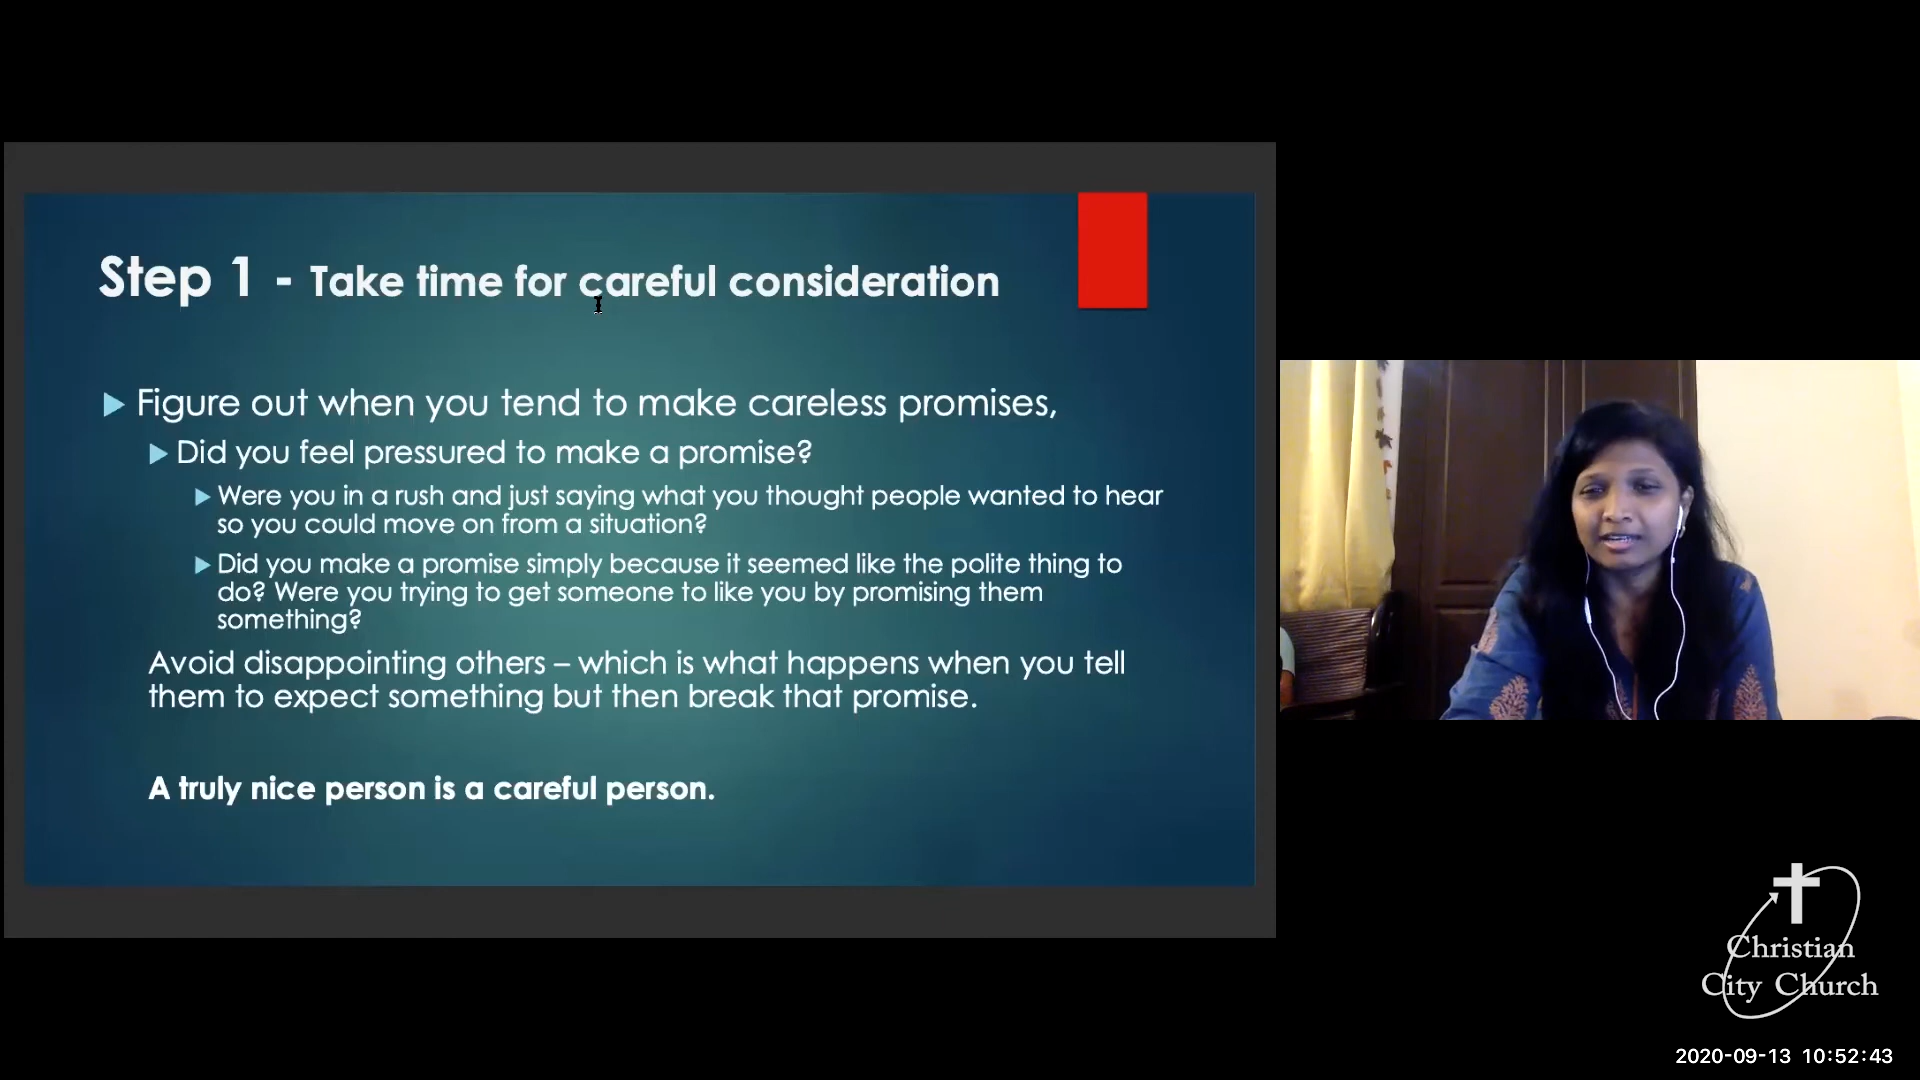 Step 1 - Take time for careful consideration
Figure out when you tend to make careless promises,
Did you feel pressured to make a promise?
Were you in a rush and just saying what you thought people wanted to hear
so you could move on from a situation?
Did you make a promise simply because it seemed like the polite thing to
do? Were you trying to get someone to like you by promising them
something?
Avoid disappointing others – which is what happens when you tell
them to expect something but then break that promise.
A truly nice person is a careful person.
Christian
City Church
2020-09-13 10:52:43